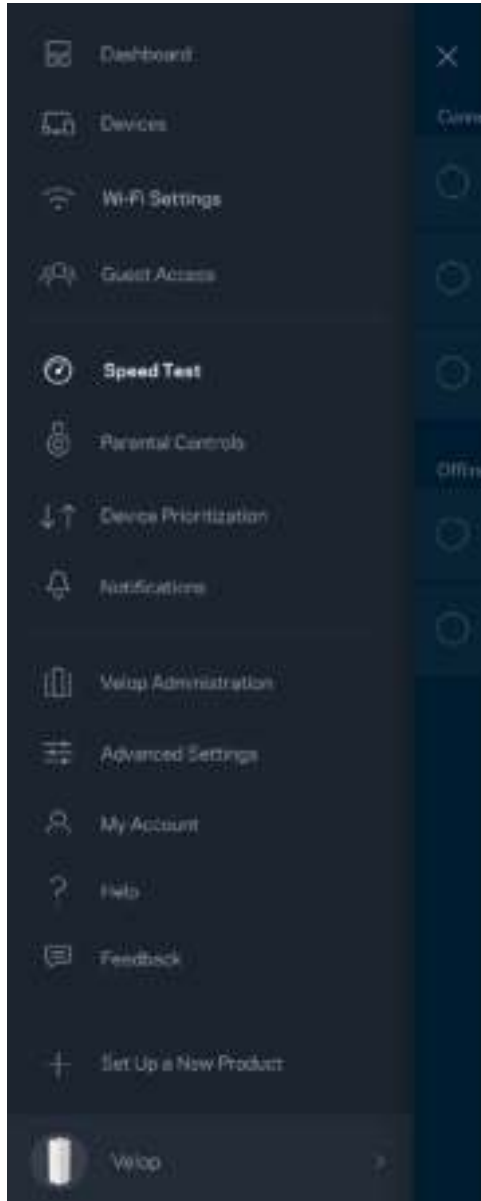 Dashboard
Devices
Wi-Fi Settings
Guest Access
Speed Test
Parental Controls
Device Prioritization
Notifications
Velop Administration
Advanced Settings
My Account
Help
Feedback
Set Up a New Product
Velop